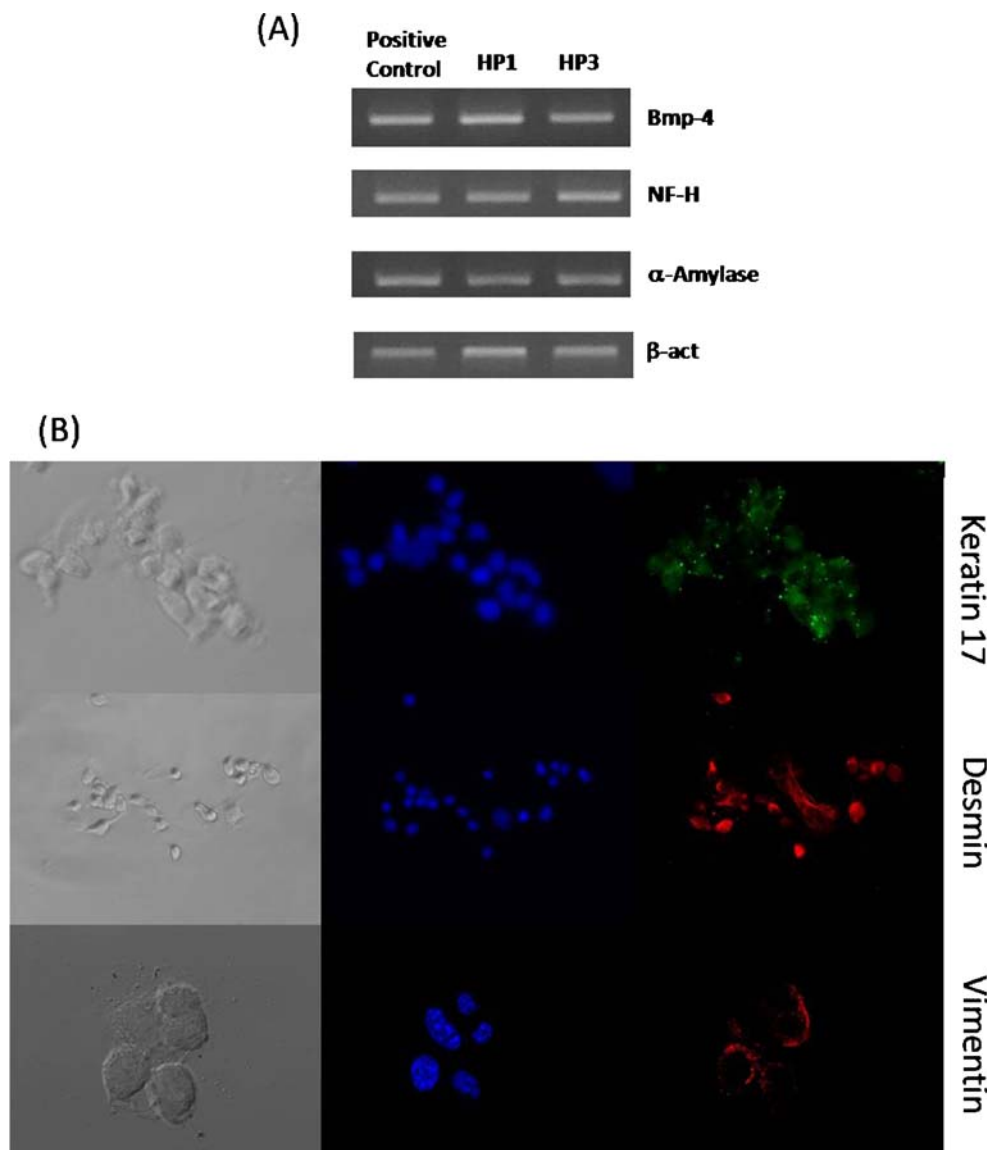 (A)
Positive Control
HP1
HP3
Bmp-4
NF-H
α-Amylase
β-act
(B)
Keratin 17
Desmin
Vimentin